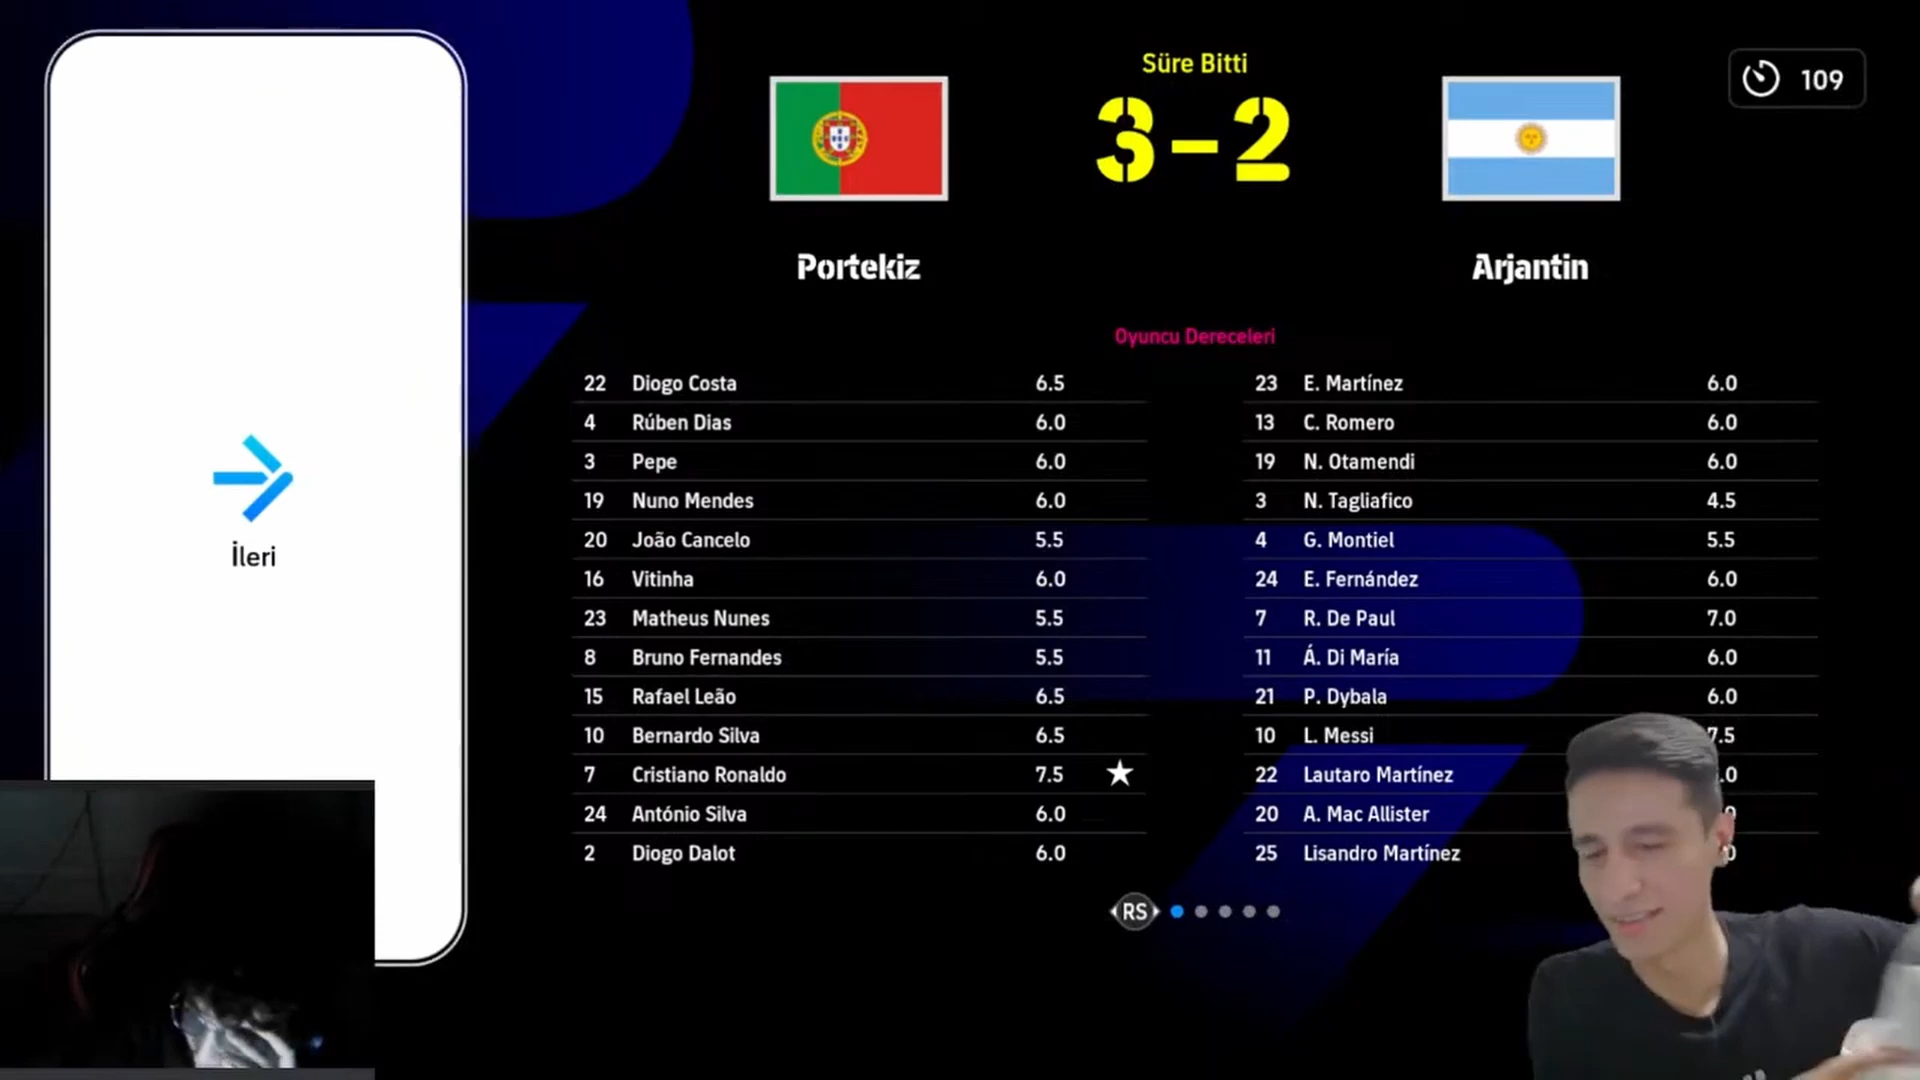 Süre Bitti
3-2
109
Portekiz
Arjantin
Oyuncu Dereceleri
22 Diogo Costa 6.5
4 Rúben Dias 6.0
3 Pepe 6.0
19 Nuno Mendes 6.0
20 João Cancelo 5.5
16 Vitinha 6.0
23 Matheus Nunes 5.5
8 Bruno Fernandes 5.5
15 Rafael Leão 6.5
10 Bernardo Silva 6.5
7 Cristiano Ronaldo 7.5
24 António Silva 6.0
2 Diogo Dalot 6.0
23 E. Martínez 6.0
13 C. Romero 6.0
19 N. Otamendi 6.0
3 N. Tagliafico 4.5
4 G. Montiel 5.5
24 E. Fernández 6.0
7 R. De Paul 7.0
11 Á. Di María 6.0
21 P. Dybala 6.0
10 L. Messi 7.5
22 Lautaro Martínez
20 A. Mac Allister
25 Lisandro Martínez
İleri
RS